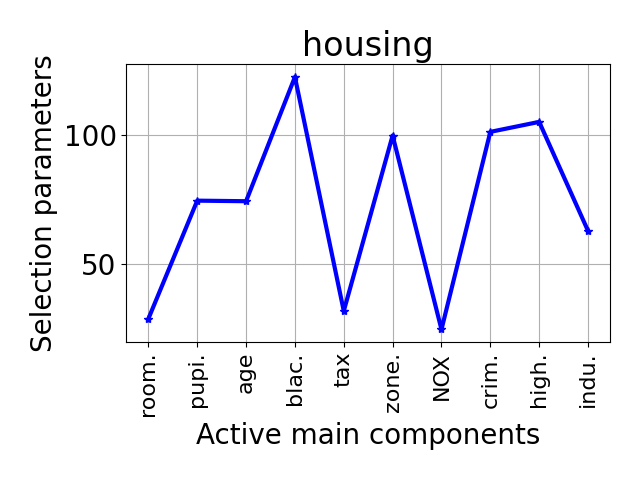 housing
Selection parameters
100
50
room.
pupi.
age
blac.
tax
zone.
NOX
crim.
high.
indu.
Active main components